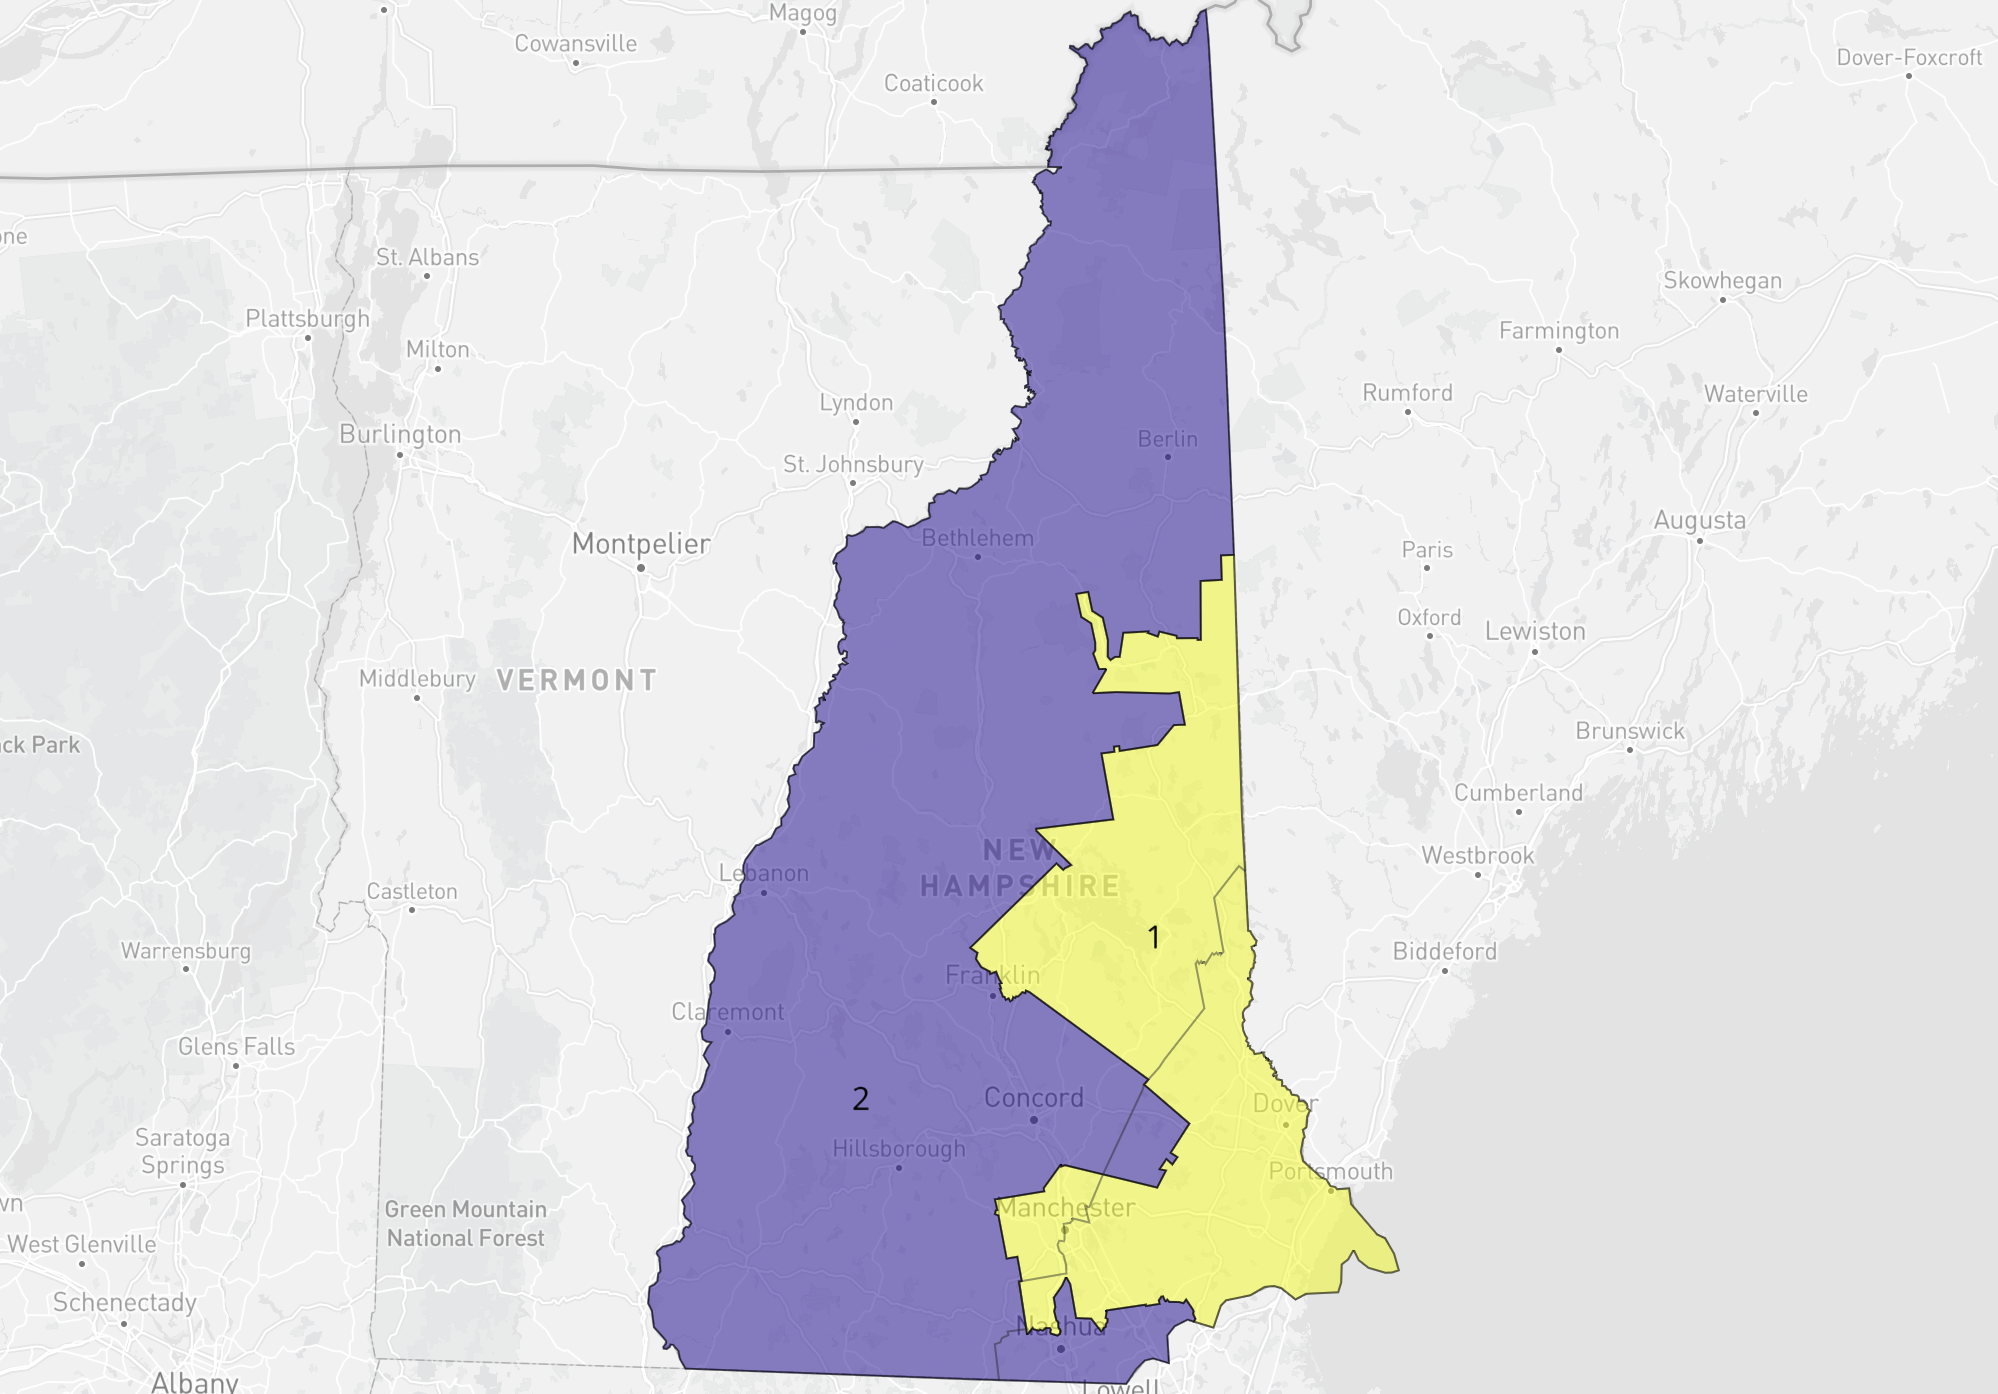 Magog
Cowansville
Dover-Foxcroft
Coaticook
one
St. Albans
Skowhegan
Plattsburgh
Farmington
Milton
Rumford
Waterville
Lyndon
Burlington
Berlin
St. Johnsbury
Augusta
Bethlehem
Montpelier
Paris
Oxford
Lewiston
Middlebury
VERMONT
Brunswick
ck Park
Cumberland
NEW
HAMPSHIRE
Westbrook
Lebanon
Castleton
1
Warrensburg
Biddeford
Franklin
Claremont
Glens Falls
2
Concord
Dover
Saratoga
Springs
Hillsborough
Portsmouth
wn
Green Mountain
National Forest
Manchester
West Glenville
Schenectady
Nashua
Albany
Lowell